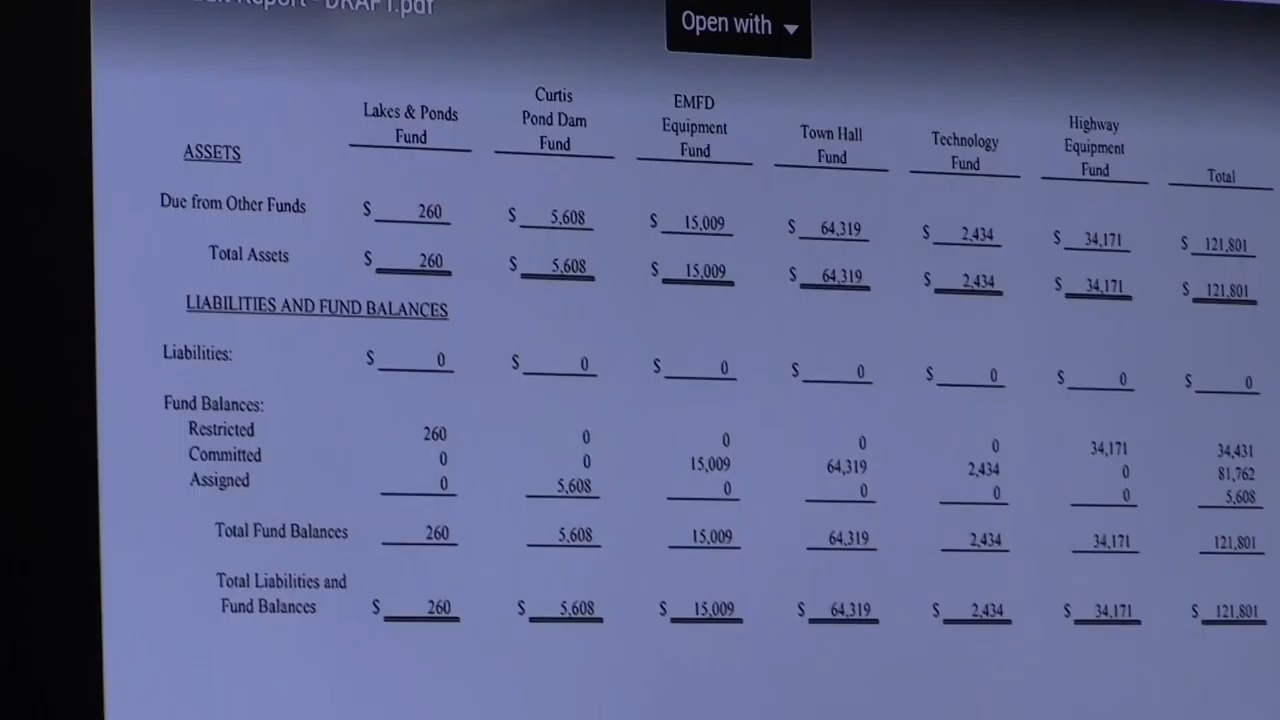 Report - DRAFT.pdf
Open with
Lakes & Ponds Fund
Curtis Pond Dam Fund
EMFD Equipment Fund
Town Hall Fund
Technology Fund
Highway Equipment Fund
Total
ASSETS
Due from Other Funds $ 260 $ 5,608 $ 15,009 $ 64,319 $ 2,434 $ 34,171 $ 121,801
Total Assets $ 260 $ 5,608 $ 15,009 $ 64,319 $ 2,434 $ 34,171 $ 121,801
LIABILITIES AND FUND BALANCES
Liabilities: $ 0 $ 0 $ 0 $ 0 $ 0 $ 0 $ 0
Fund Balances:
Restricted 260 0 0 0 0 34,171 34,431
Committed 0 0 15,009 64,319 2,434 0 81,762
Assigned 0 5,608 0 0 0 0 5,608
Total Fund Balances 260 5,608 15,009 64,319 2,434 34,171 121,801
Total Liabilities and
Fund Balances $ 260 $ 5,608 $ 15,009 $ 64,319 $ 2,434 $ 34,171 $ 121,801